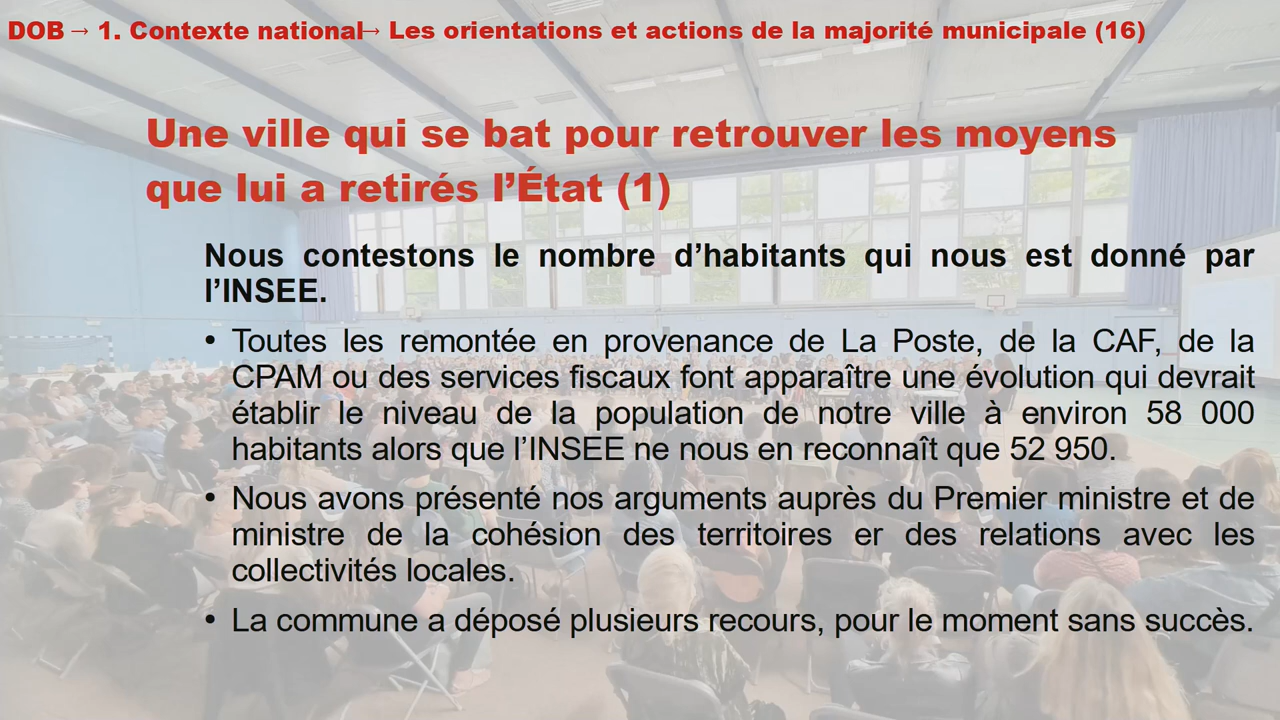 DOB → 1. Contexte national→ Les orientations et actions de la majorité municipale (16)
Une ville qui se bat pour retrouver les moyens
que lui a retirés l’État (1)
Nous contestons le nombre d’habitants qui nous est donné par
l’INSEE.
• Toutes les remontée en provenance de La Poste, de la CAF, de la
CPAM ou des services fiscaux font apparaître une évolution qui devrait
établir le niveau de la population de notre ville à environ 58 000
habitants alors que l’INSEE ne nous en reconnaît que 52 950.
• Nous avons présenté nos arguments auprès du Premier ministre et de
ministre de la cohésion des territoires er des relations avec les
collectivités locales.
• La commune a déposé plusieurs recours, pour le moment sans succès.